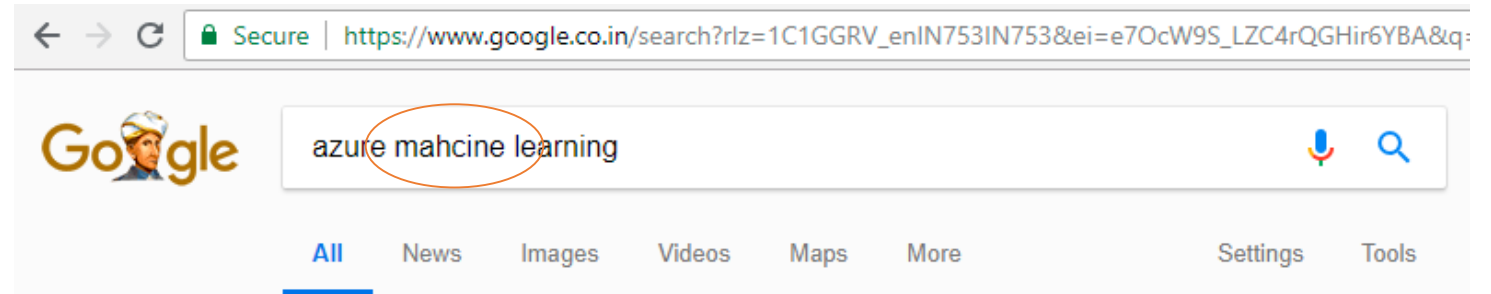 Secure | https://www.google.co.in/search?rlz=1C1GGRV_enIN753IN753&ei=e7OcW9S_LZC4rQGHir6YBA&q=
Google
azure mahcine learning
All News Images Videos Maps More Settings Tools